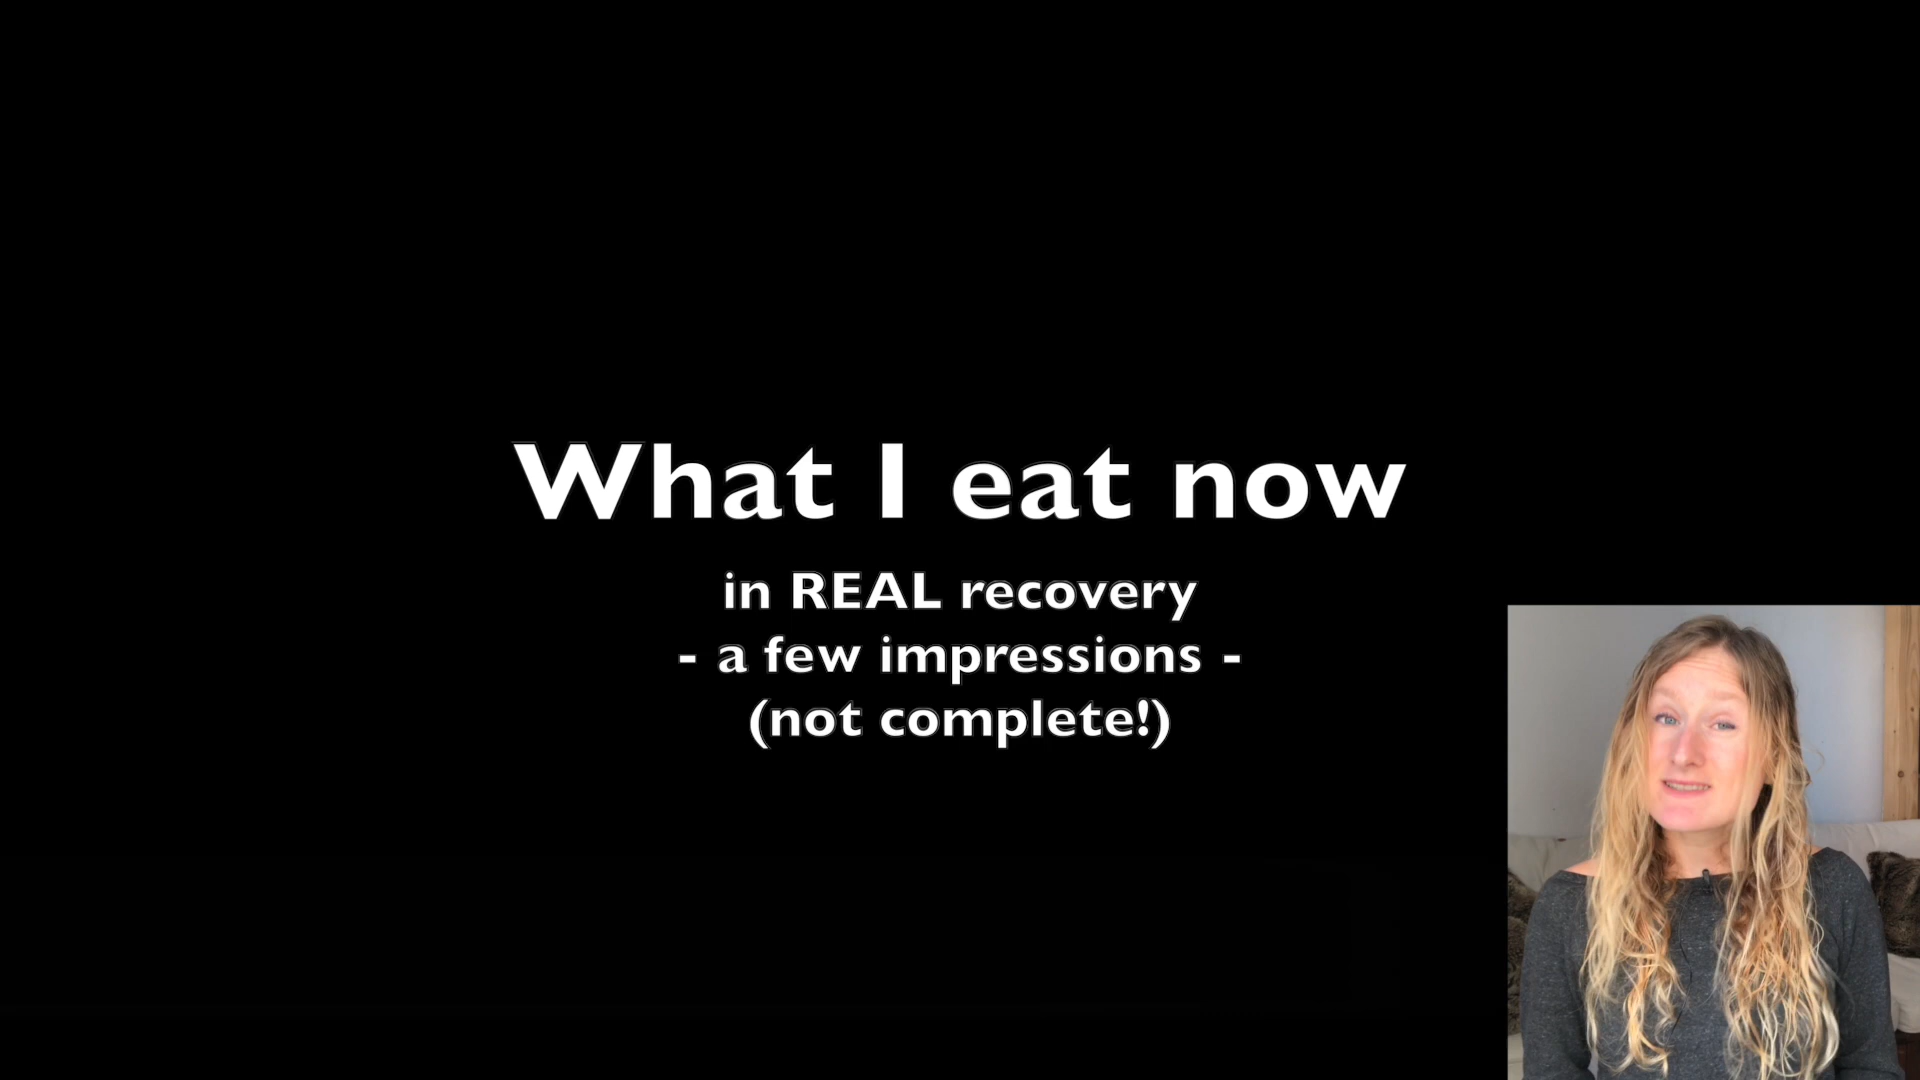 What I eat now
in REAL recovery
- a few impressions -
(not complete!)